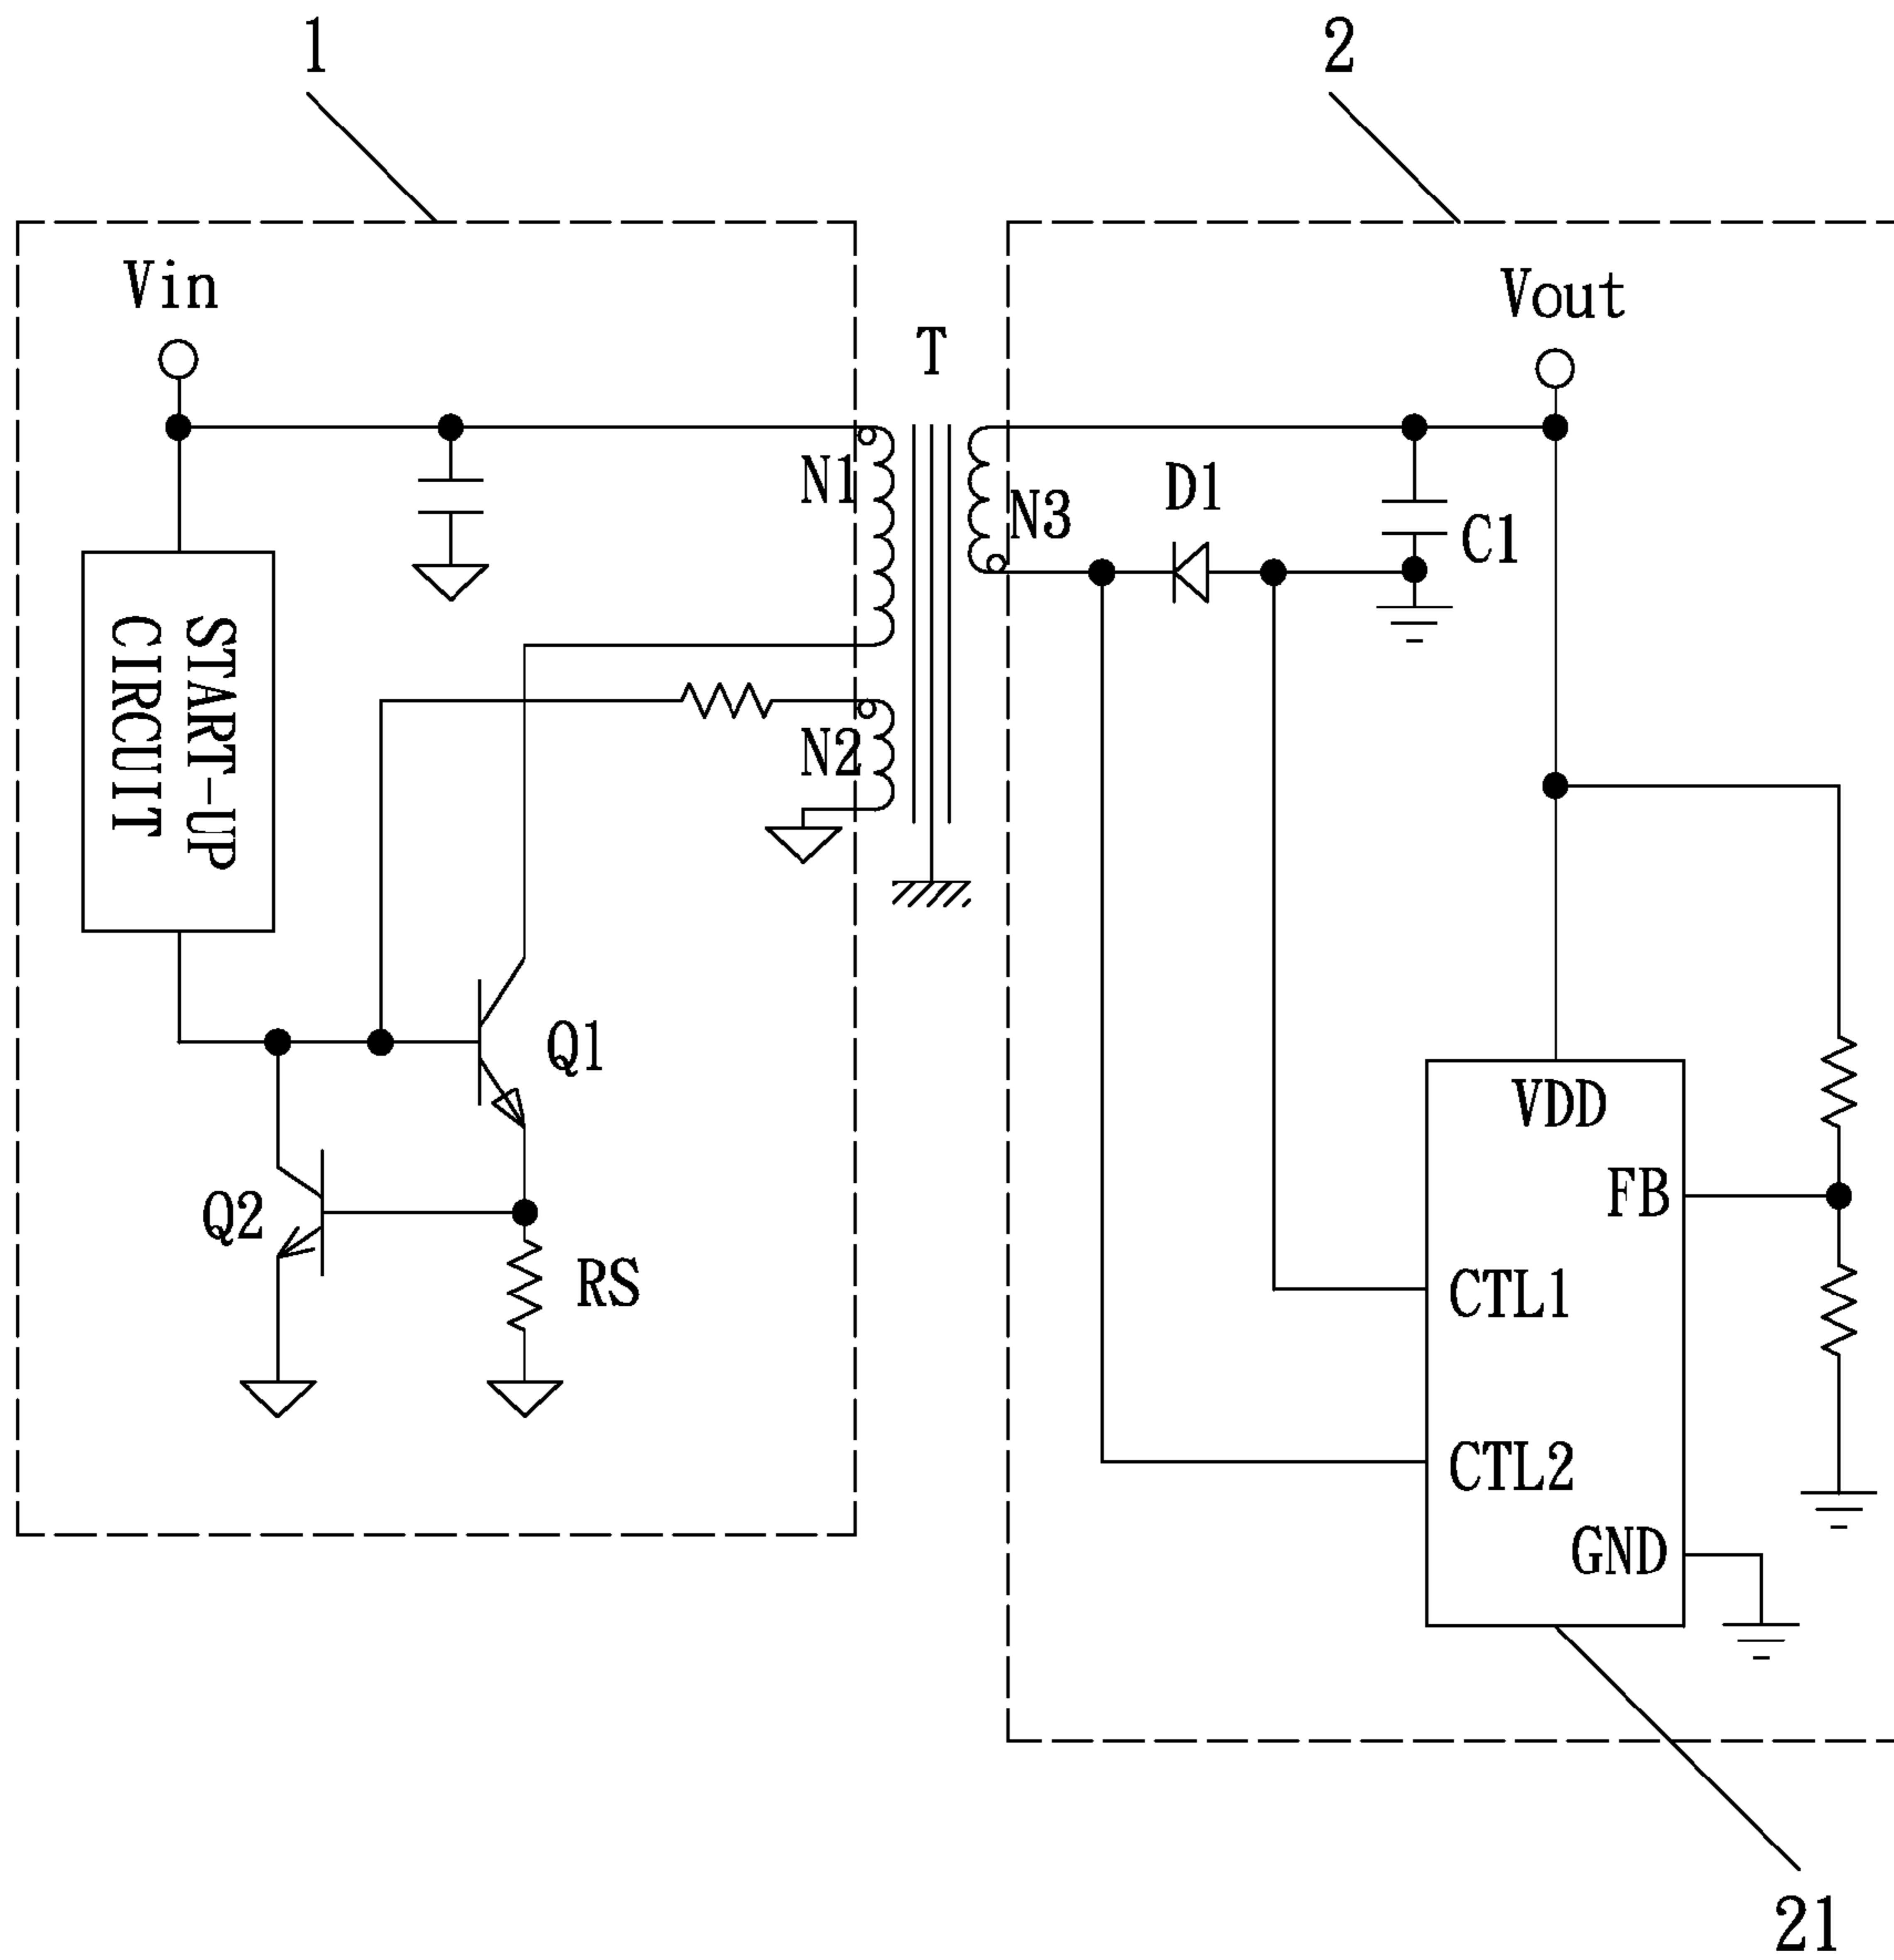 1
2
Vin
Vout
T
N1
N3
D1
C1
START-UP
CIRCUIT
N2
Q1
VDD
FB
Q2
RS
CTL1
CTL2
GND
21